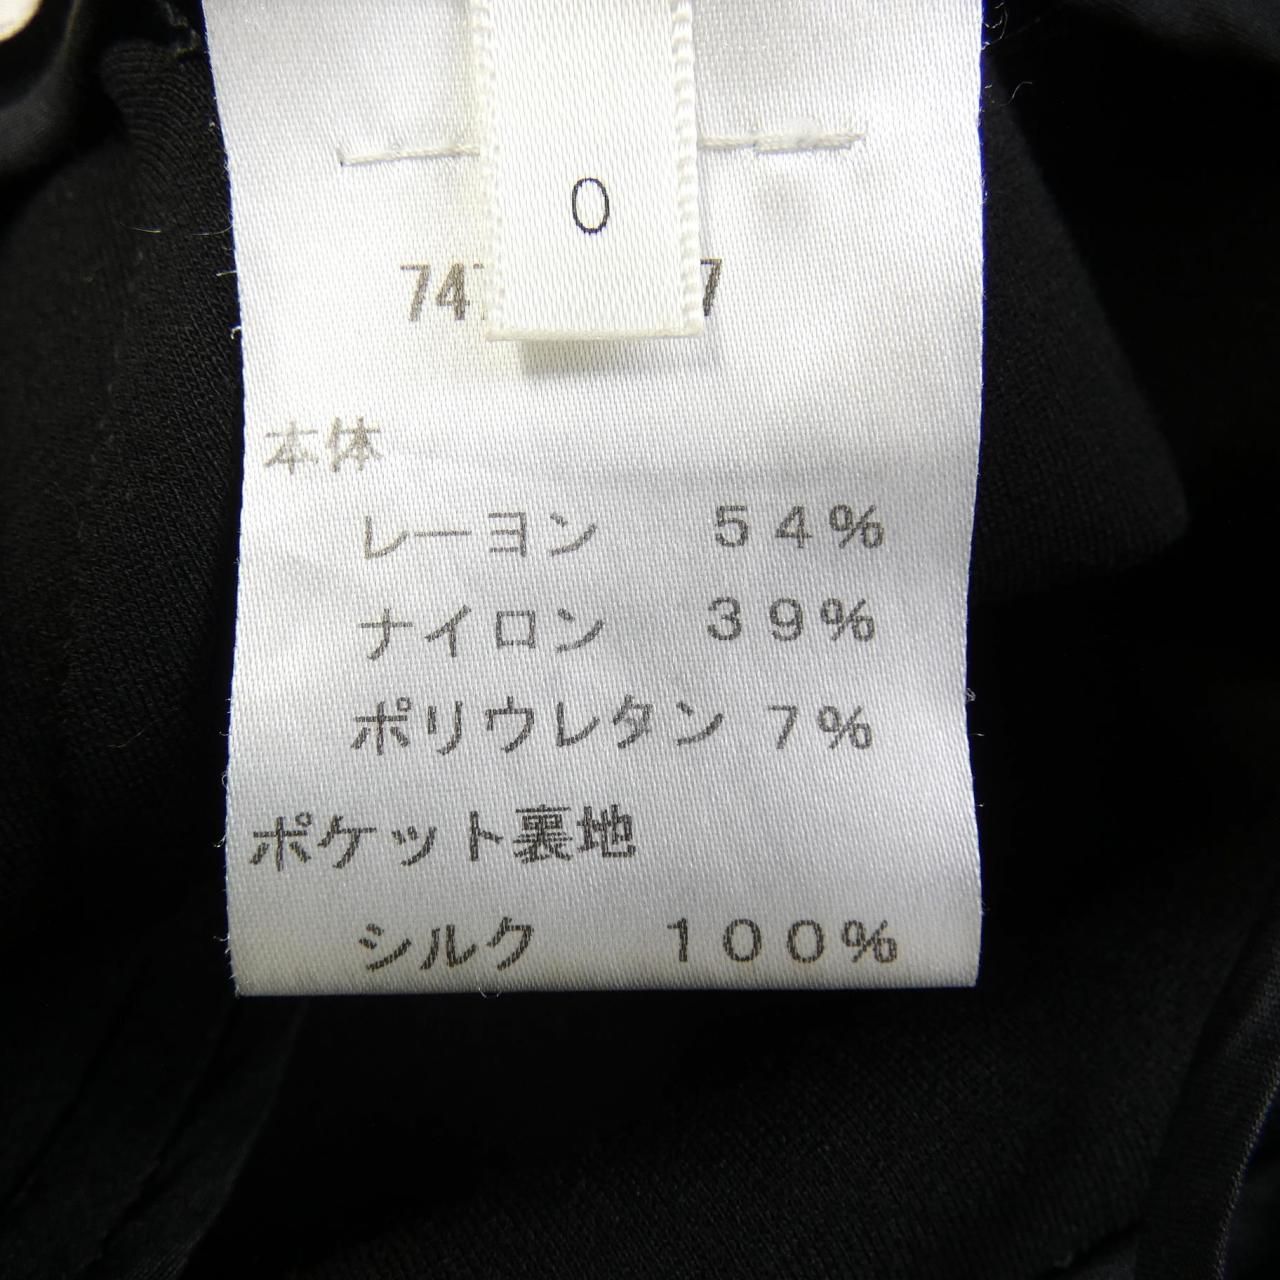 0
74 7
本体
レーヨン 54%
ナイロン 39%
ポリウレタン 7%
ポケット裏地
シルク 100%